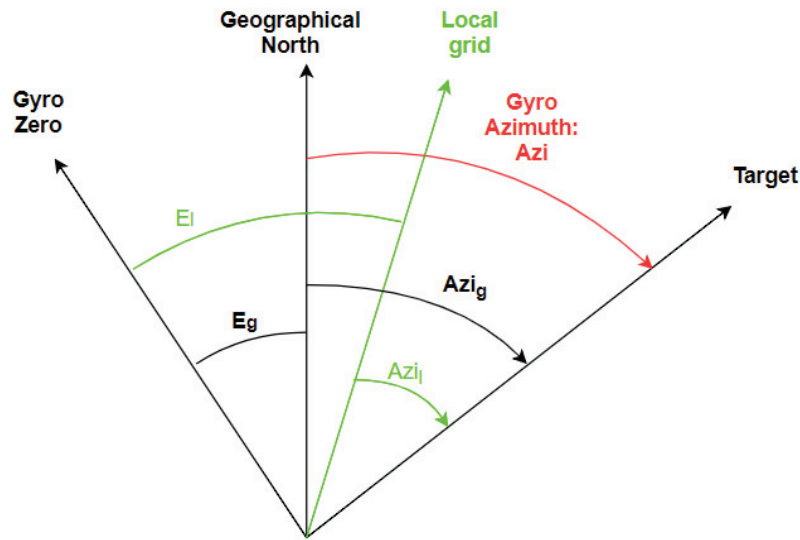 Geographical
North
Local
grid
Gyro
Zero
Gyro
Azimuth:
Azi
Target
El
Eg
Azig
Azil